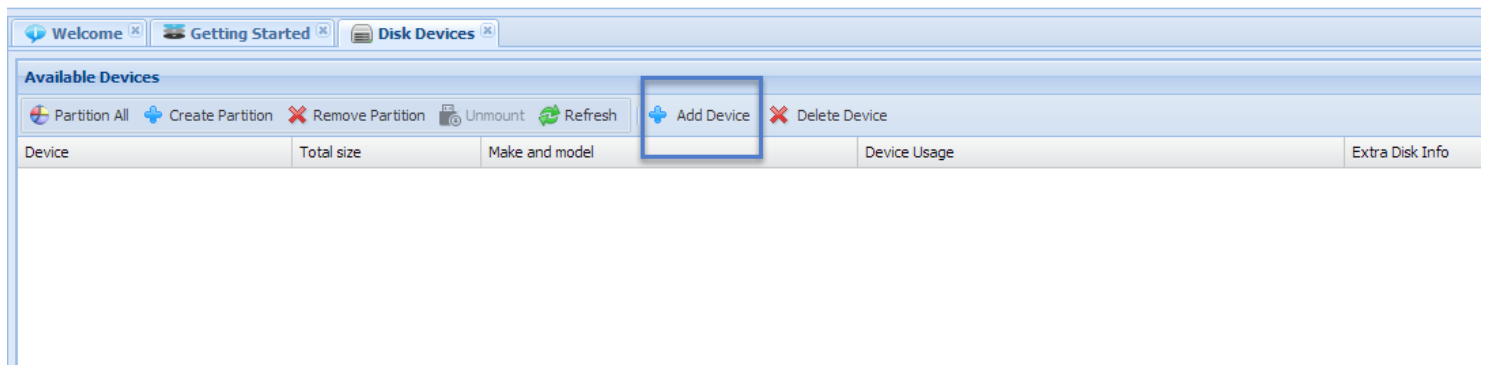 Welcome Getting Started Disk Devices
Available Devices
Partition All Create Partition Remove Partition Unmount Refresh Add Device Delete Device
Device Total size Make and model Device Usage Extra Disk Info